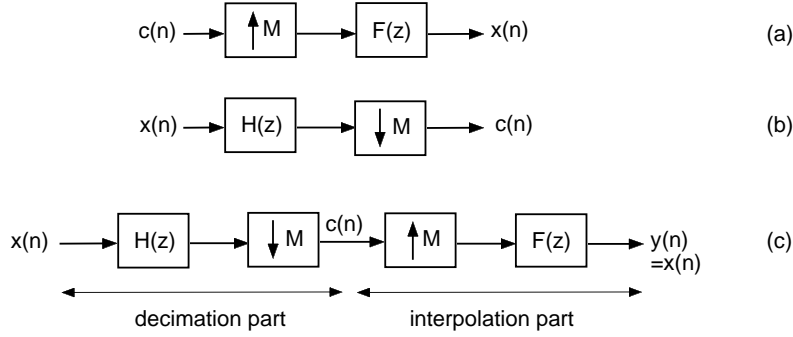 c(n) M F(z) x(n) (a)
x(n) H(z) M c(n) (b)
x(n) H(z) M c(n) M F(z) y(n) (c)
=x(n)
decimation part interpolation part